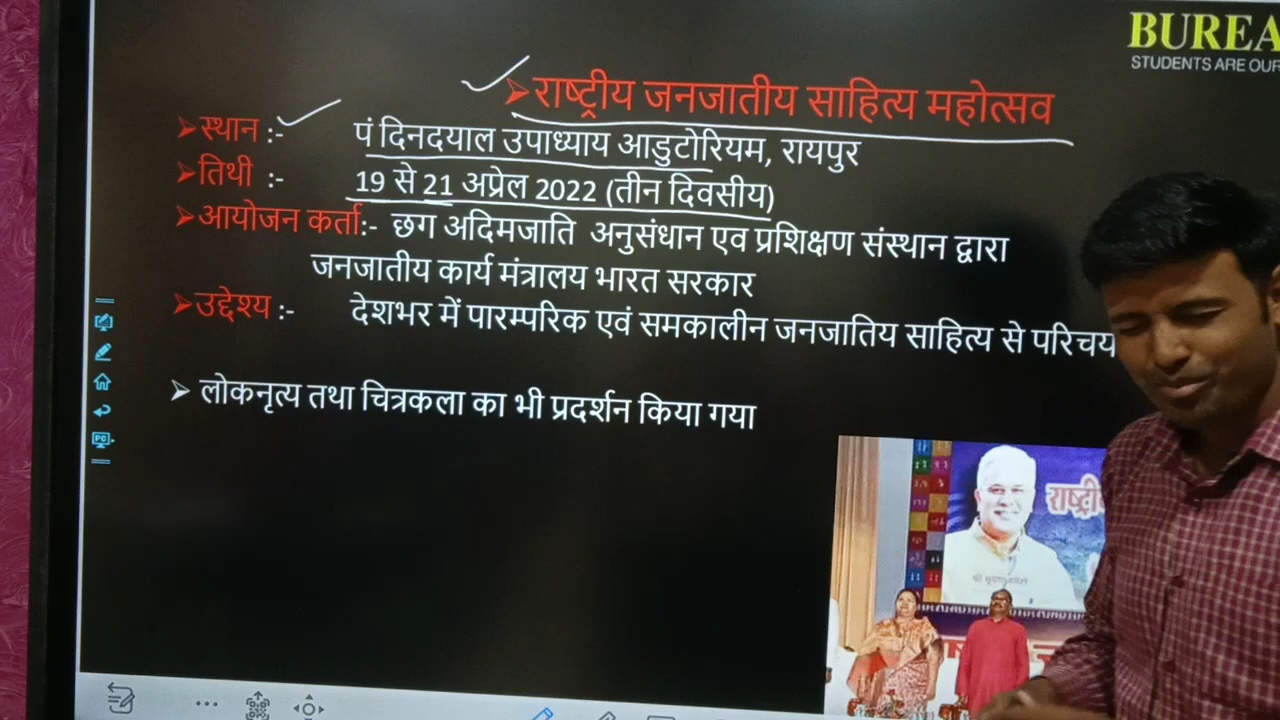 BUREA
STUDENTS ARE OUR
➤राष्ट्रीय जनजातीय साहित्य महोत्सव
➤स्थान :- पं दिनदयाल उपाध्याय आडुटोरियम, रायपुर
➤तिथी :- 19 से 21 अप्रेल 2022 (तीन दिवसीय)
➤आयोजन कर्ता:- छग अदिमजाति अनुसंधान एव प्रशिक्षण संस्थान द्वारा
जनजातीय कार्य मंत्रालय भारत सरकार
➤उद्देश्य :- देशभर में पारम्परिक एवं समकालीन जनजातिय साहित्य से परिचय
➤ लोकनृत्य तथा चित्रकला का भी प्रदर्शन किया गया
राष्ट्रीय
PC